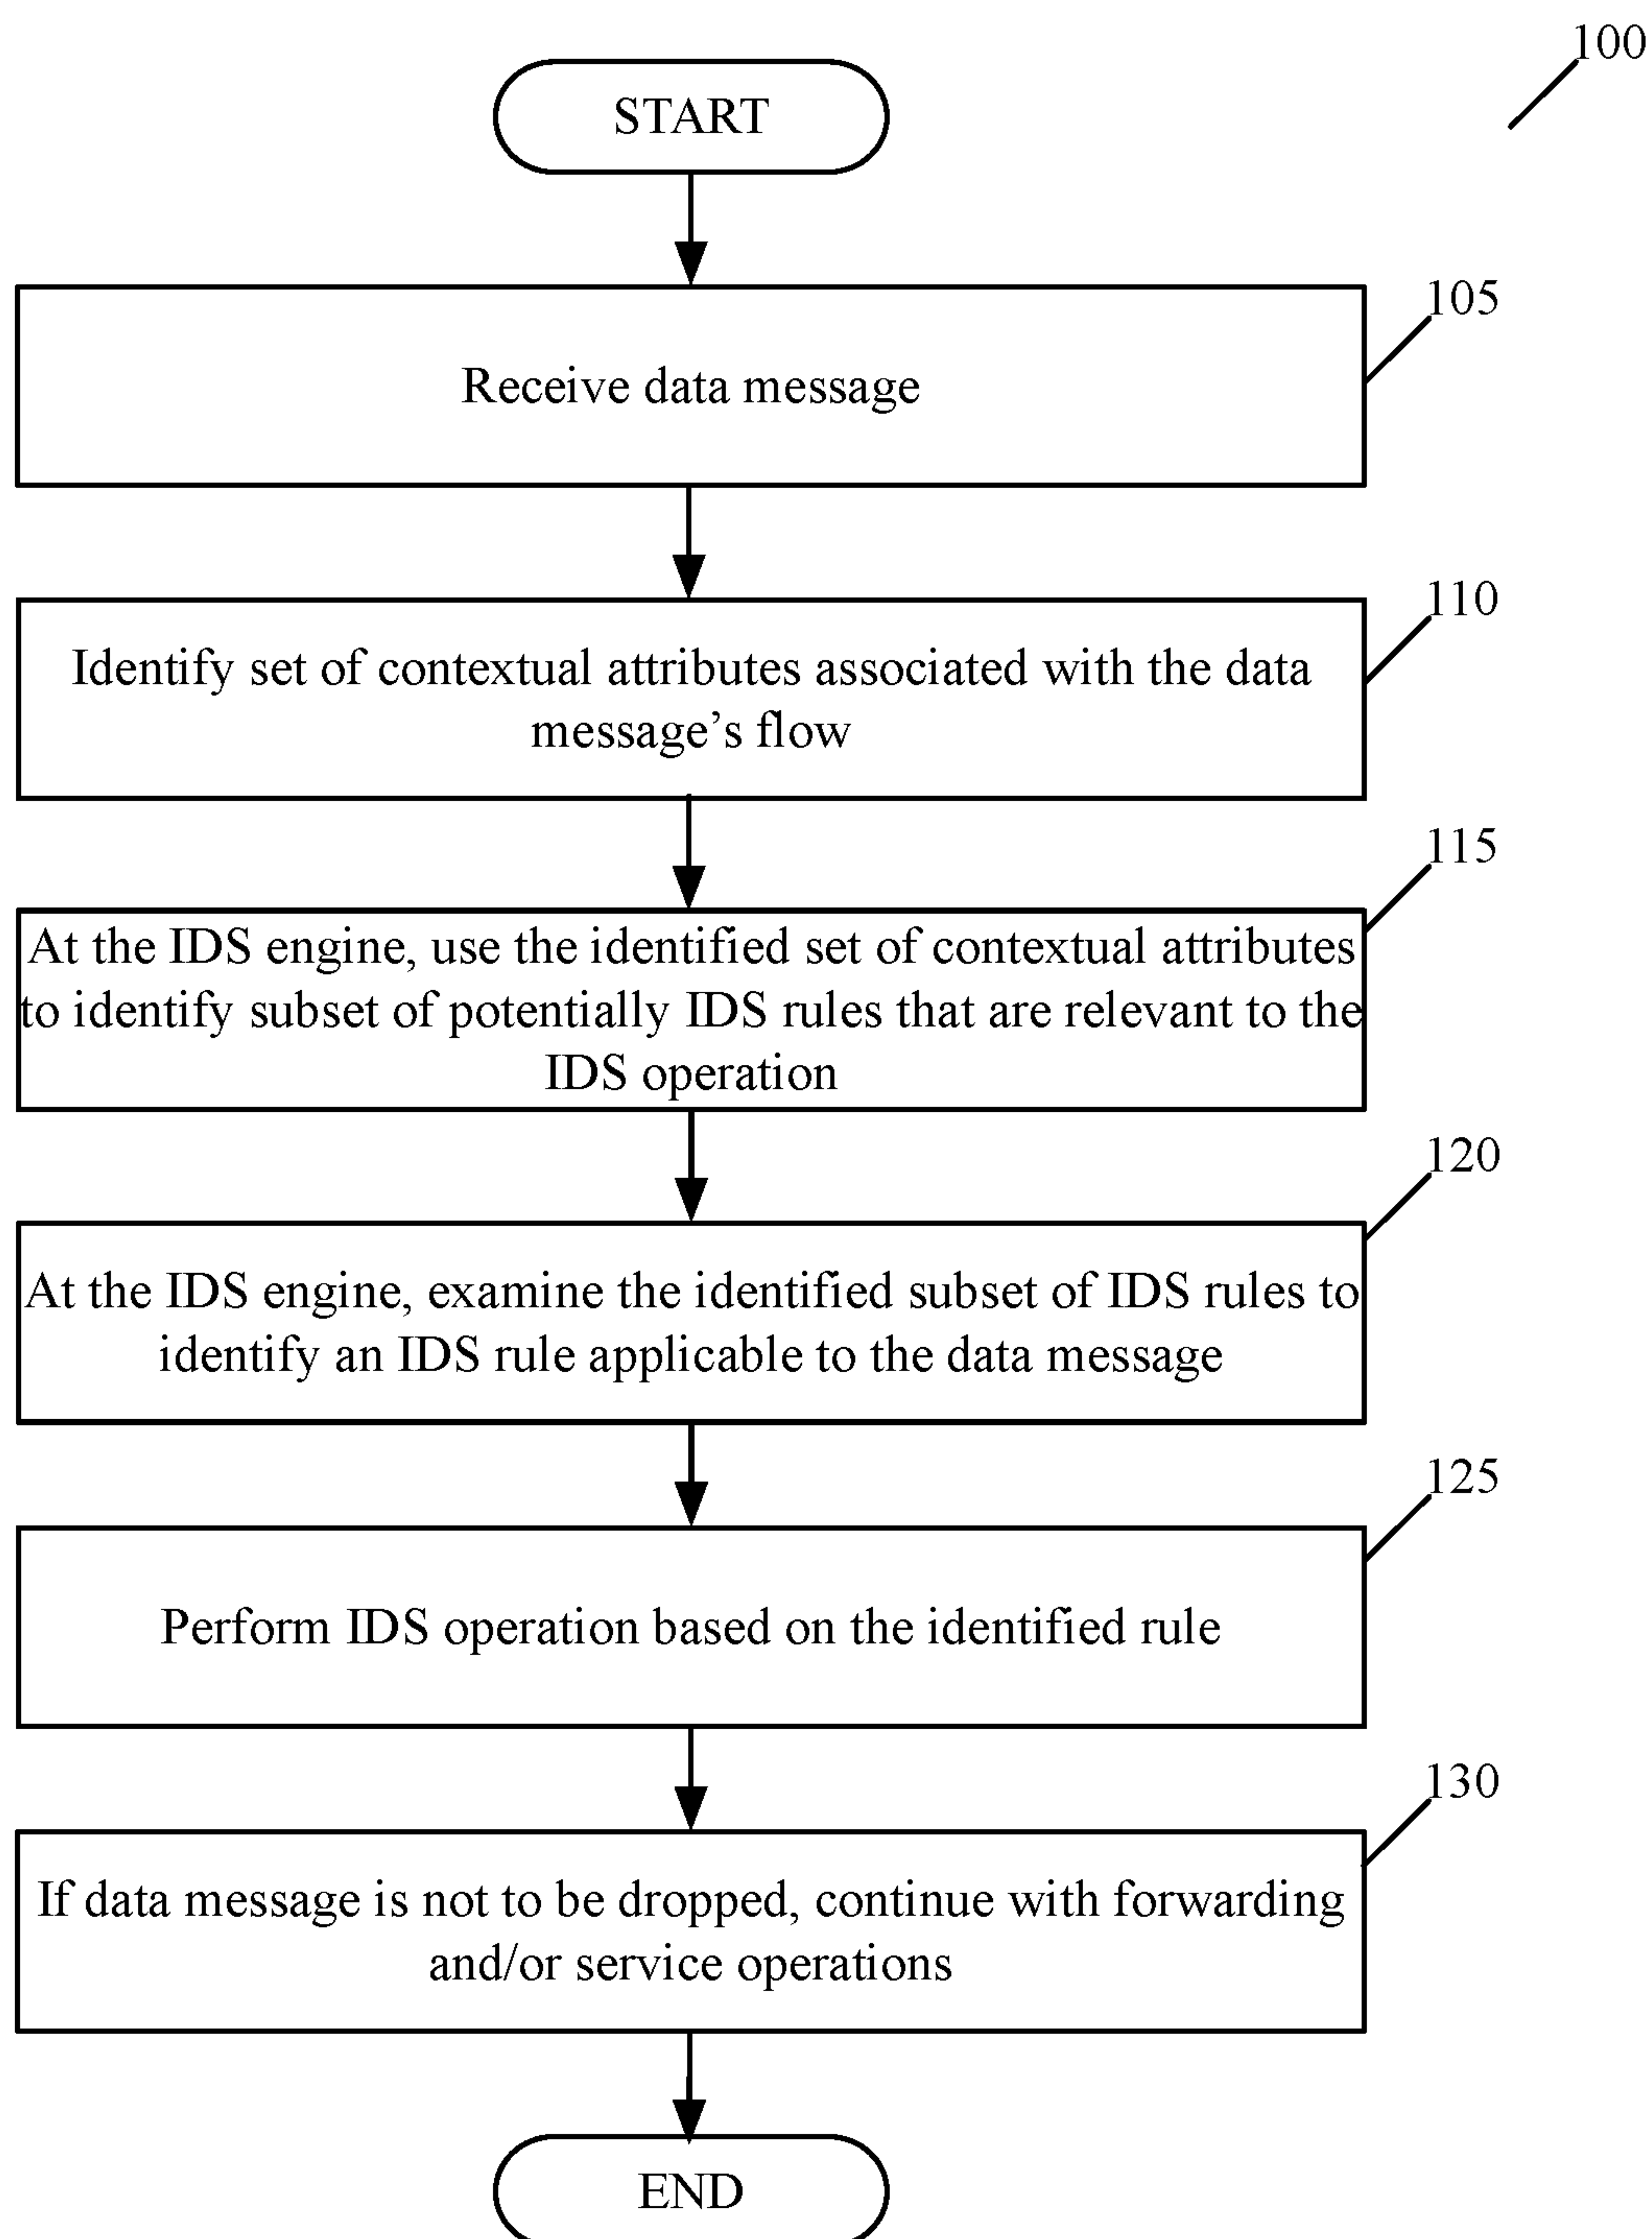 100
START
105
Receive data message
110
Identify set of contextual attributes associated with the data
message’s flow
115
At the IDS engine, use the identified set of contextual attributes
to identify subset of potentially IDS rules that are relevant to the
IDS operation
120
At the IDS engine, examine the identified subset of IDS rules to
identify an IDS rule applicable to the data message
125
Perform IDS operation based on the identified rule
130
If data message is not to be dropped, continue with forwarding
and/or service operations
END